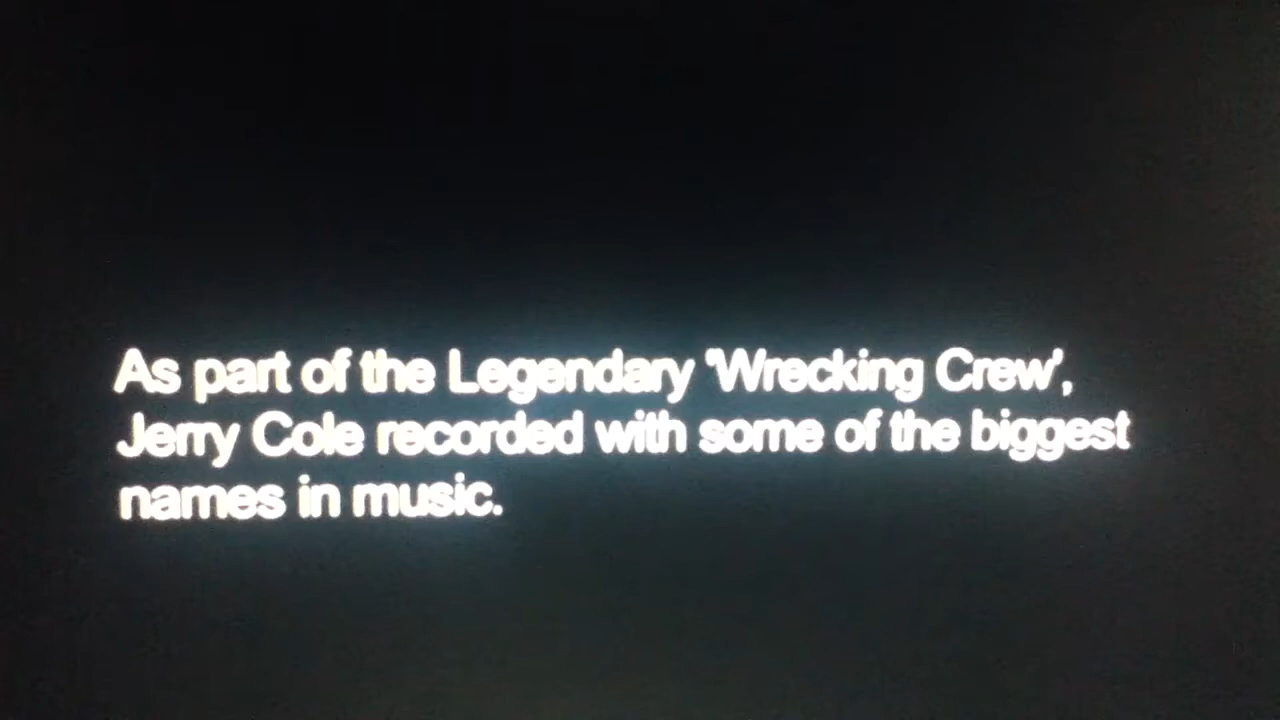 As part of the Legendary 'Wrecking Crew',
Jerry Cole recorded with some of the biggest
names in music.